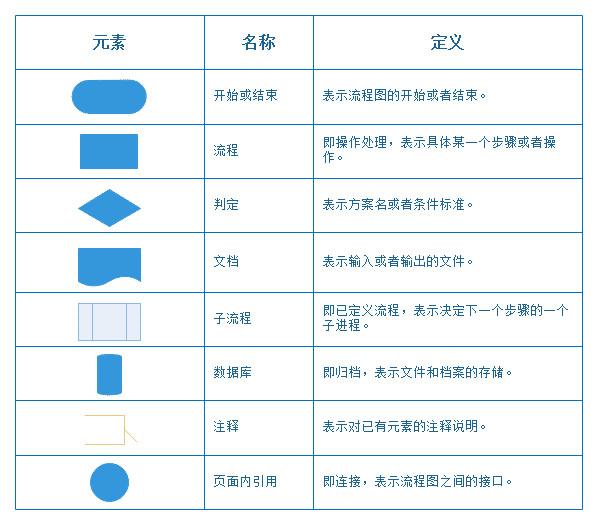 元素 名称 定义
开始或结束 表示流程图的开始或者结束。
流程 即操作处理，表示具体某一个步骤或者操
作。
判定 表示方案名或者条件标准。
文档 表示输入或者输出的文件。
子流程 即已定义流程，表示决定下一个步骤的一个
子进程。
数据库 即归档，表示文件和档案的存储。
注释 表示对已有元素的注释说明。
页面内引用 即连接，表示流程图之间的接口。